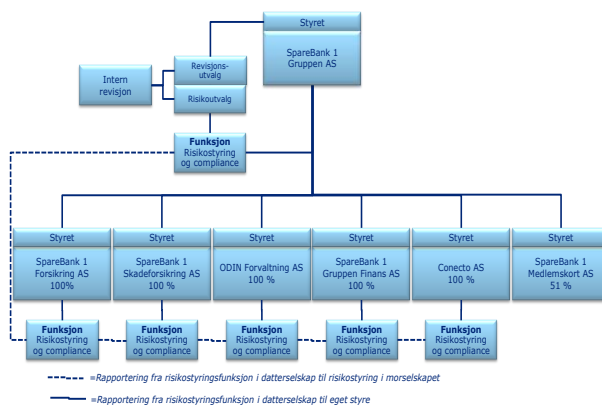 Styret
SpareBank 1
Gruppen AS
Revisjons-
utvalg
Intern
revisjon
Risikoutvalg
Funksjon
Risikostyring
og compliance
Styret
SpareBank 1
Forsikring AS
100%
Styret
SpareBank 1
Skadeforsikring AS
100 %
Styret
ODIN Forvaltning AS
100 %
Styret
SpareBank 1
Gruppen Finans AS
100 %
Styret
Conecto AS
100 %
Styret
SpareBank 1
Medlemskort AS
51 %
Funksjon
Risikostyring
og compliance
Funksjon
Risikostyring
og compliance
Funksjon
Risikostyring
og compliance
Funksjon
Risikostyring
og compliance
Funksjon
Risikostyring
og compliance
=Rapportering fra risikostyringsfunksjon i datterselskap til risikostyring i morselskapet
=Rapportering fra risikostyringsfunksjon i datterselskap til eget styre